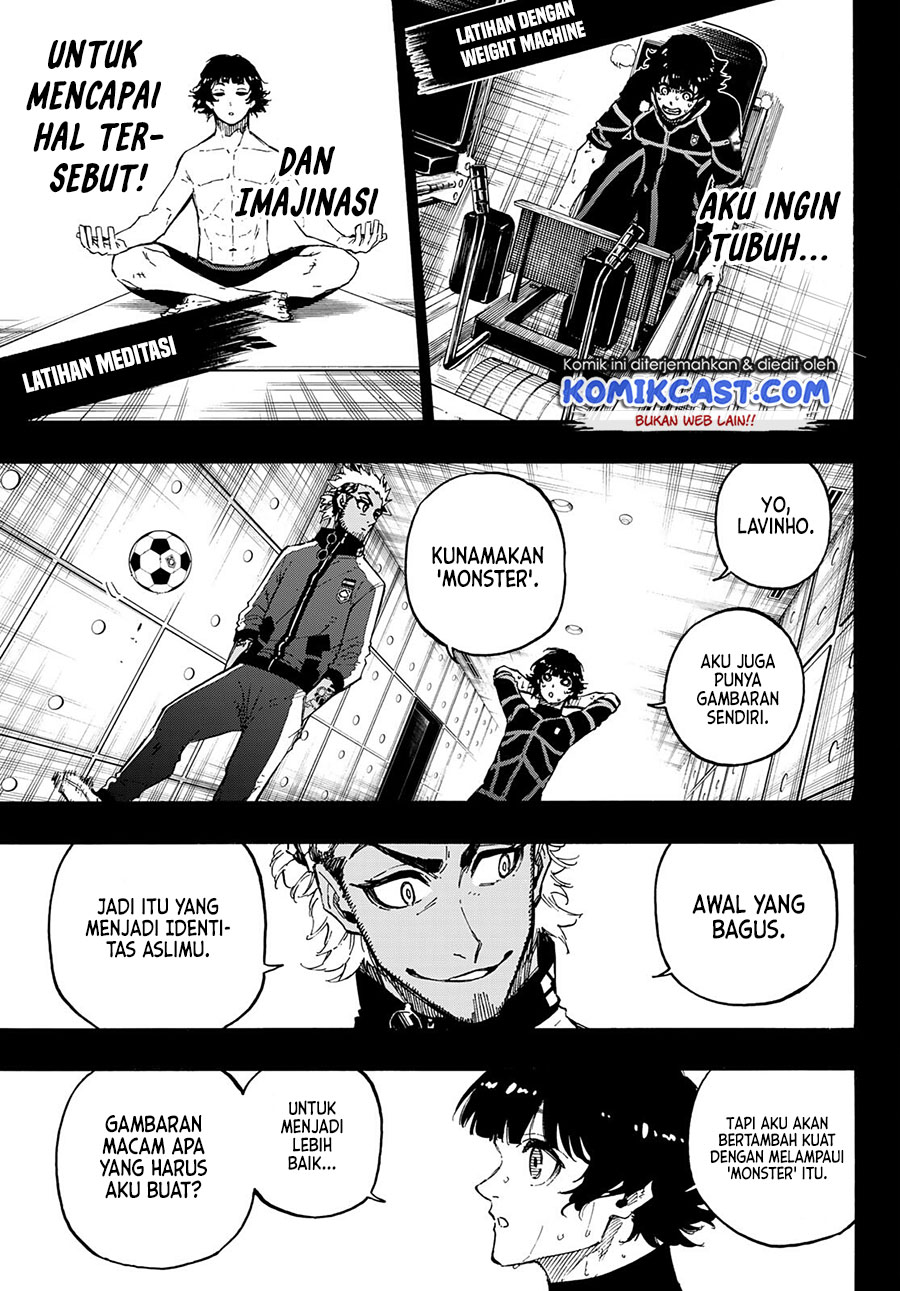 LATIHAN DENGAN
WEIGHT MACHINE
AKU INGIN
TUBUH...
DAN
IMAJINASI
UNTUK
MENCAPAI
HAL TER-
SEBUT!
LATIHAN MEDITASI
Komik ini diterjemahkan & diedit oleh
KOMIKCAST.COM
BUKAN WEB LAIN!!
YO,
LAVINHO.
AKU JUGA
PUNYA
GAMBARAN
SENDIRI.
KUNAMAKAN
'MONSTER'.
AWAL YANG
BAGUS.
JADI ITU YANG
MENJADI IDENTI-
TAS ASLIMU.
TAPI AKU AKAN
BERTAMBAH KUAT
DENGAN MELAMPAUI
'MONSTER' ITU.
UNTUK
MENJADI
LEBIH
BAIK...
GAMBARAN
MACAM APA
YANG HARUS
AKU BUAT?